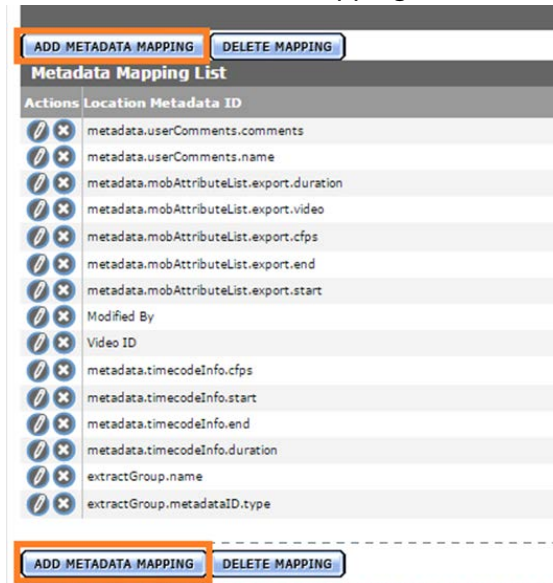 ADD METADATA MAPPING DELETE MAPPING
Metadata Mapping List
Actions Location Metadata ID
metadata.userComments.comments
metadata.userComments.name
metadata.mobAttributeList.export.duration
metadata.mobAttributeList.export.video
metadata.mobAttributeList.export.cfps
metadata.mobAttributeList.export.end
metadata.mobAttributeList.export.start
Modified By
Video ID
metadata.timecodeInfo.cfps
metadata.timecodeInfo.start
metadata.timecodeInfo.end
metadata.timecodeInfo.duration
extractGroup.name
extractGroup.metadataID.type
ADD METADATA MAPPING DELETE MAPPING